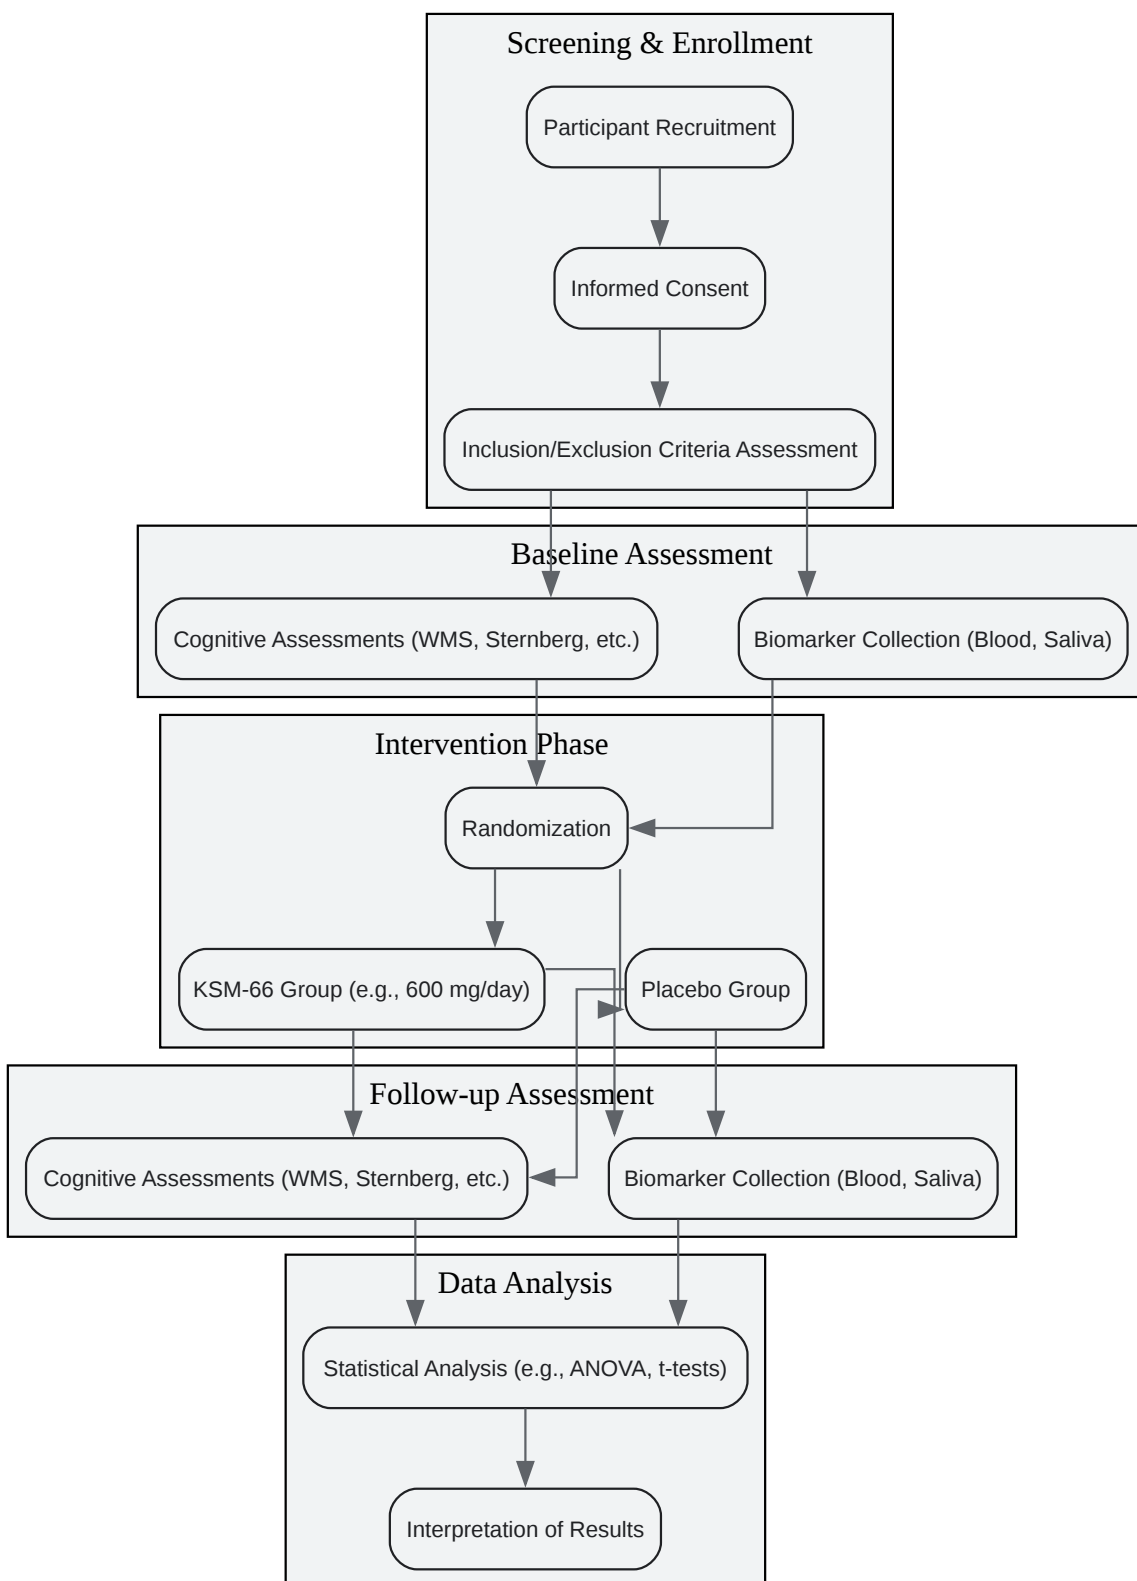 Screening & Enrollment
Participant Recruitment
Informed Consent
Inclusion/Exclusion Criteria Assessment
Baseline Assessment
Cognitive Assessments (WMS, Sternberg, etc.)
Biomarker Collection (Blood, Saliva)
Intervention Phase
Randomization
KSM-66 Group (e.g., 600 mg/day)
Placebo Group
Follow-up Assessment
Cognitive Assessments (WMS, Sternberg, etc.)
Biomarker Collection (Blood, Saliva)
Data Analysis
Statistical Analysis (e.g., ANOVA, t-tests)
Interpretation of Results